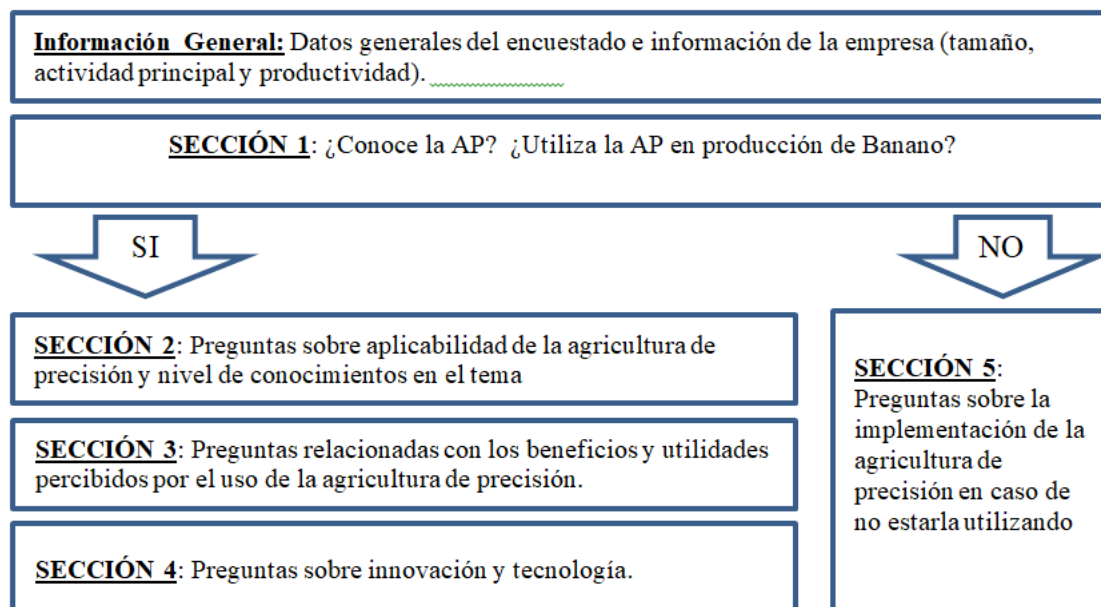 Información General: Datos generales del encuestado e información de la empresa (tamaño,
actividad principal y productividad).
SECCIÓN 1: ¿Conoce la AP? ¿Utiliza la AP en producción de Banano?
SI
NO
SECCIÓN 2: Preguntas sobre aplicabilidad de la agricultura de
precisión y nivel de conocimientos en el tema
SECCIÓN 3: Preguntas relacionadas con los beneficios y utilidades
percibidos por el uso de la agricultura de precisión.
SECCIÓN 4: Preguntas sobre innovación y tecnología.
SECCIÓN 5:
Preguntas sobre la
implementación de la
agricultura de
precisión en caso de
no estarla utilizando